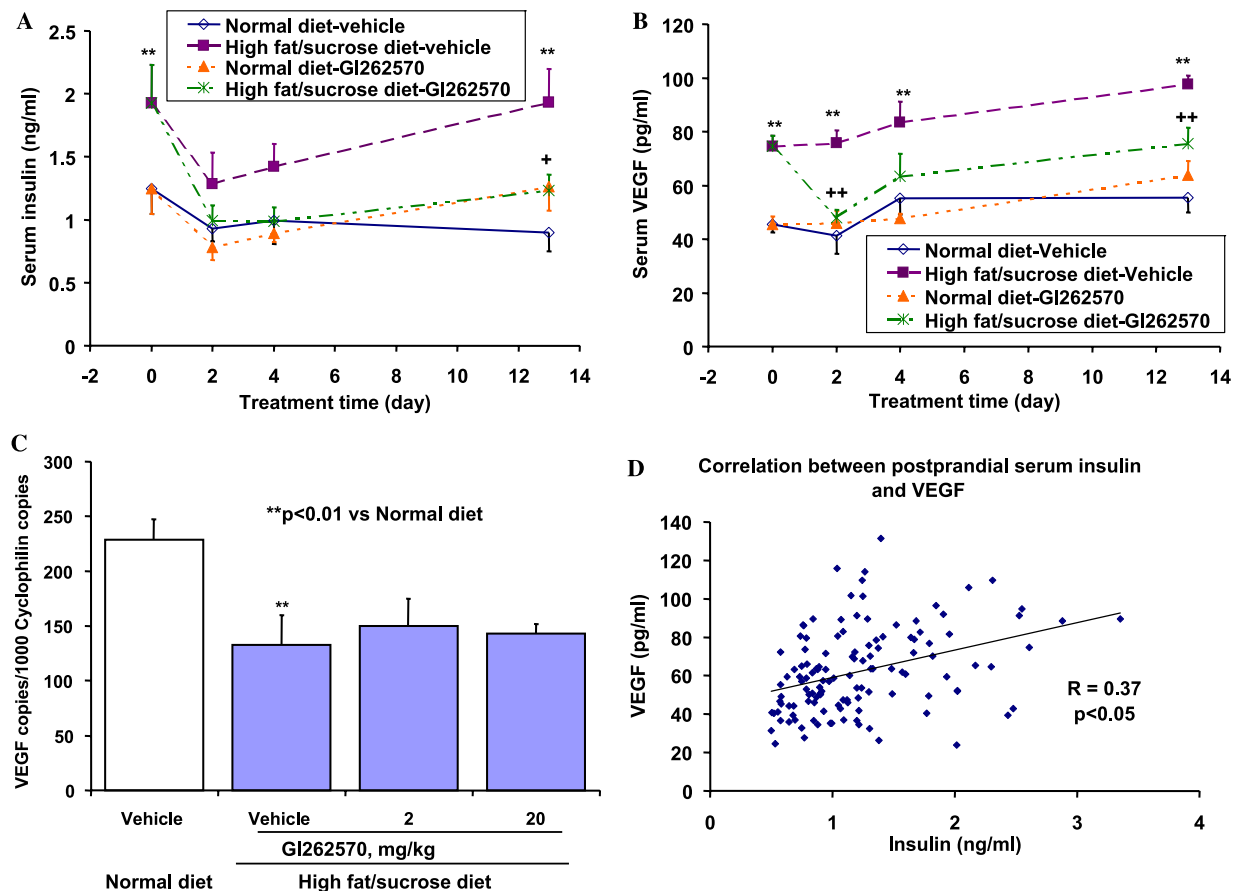 A
Normal diet-vehicle
High fat/sucrose diet-vehicle
Normal diet-GI262570
High fat/sucrose diet-GI262570
Serum insulin (ng/ml)
2.5
2
1.5
1
0.5
0
** **
+
-2 0 2 4 6 8 10 12 14
Treatment time (day)
B
Serum VEGF (pg/ml)
120
100
80
60
40
20
0
** ** ** **
++ ++
Normal diet-Vehicle
High fat/sucrose diet-Vehicle
Normal diet-GI262570
High fat/sucrose diet-GI262570
-2 0 2 4 6 8 10 12 14
Treatment time (day)
C
VEGF copies/1000 Cyclophilin copies
300
250
200
150
100
50
0
**p<0.01 vs Normal diet
**
Vehicle Vehicle 2 20
GI262570, mg/kg
Normal diet High fat/sucrose diet
D
Correlation between postprandial serum insulin
and VEGF
VEGF (pg/ml)
140
120
100
80
60
40
20
0
R = 0.37
p<0.05
0 1 2 3 4
Insulin (ng/ml)